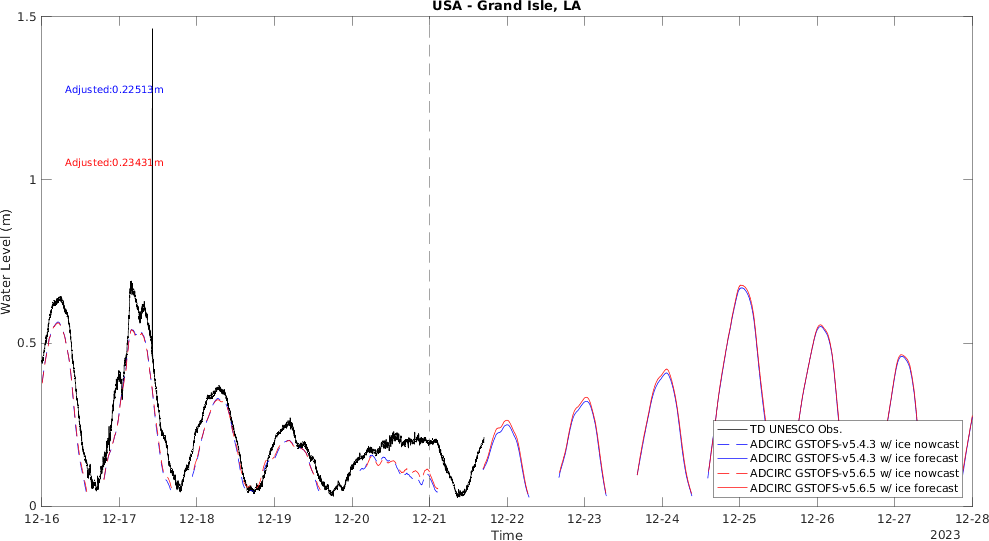 USA - Grand Isle, LA
1.5
Adjusted:0.22513m
Adjusted:0.23431m
1
Water Level (m)
0.5
TD UNESCO Obs.
ADCIRC GSTOFS-v5.4.3 w/ ice nowcast
ADCIRC GSTOFS-v5.4.3 w/ ice forecast
ADCIRC GSTOFS-v5.6.5 w/ ice nowcast
ADCIRC GSTOFS-v5.6.5 w/ ice forecast
0
12-16 12-17 12-18 12-19 12-20 12-21 12-22 12-23 12-24 12-25 12-26 12-27 12-28
Time
2023